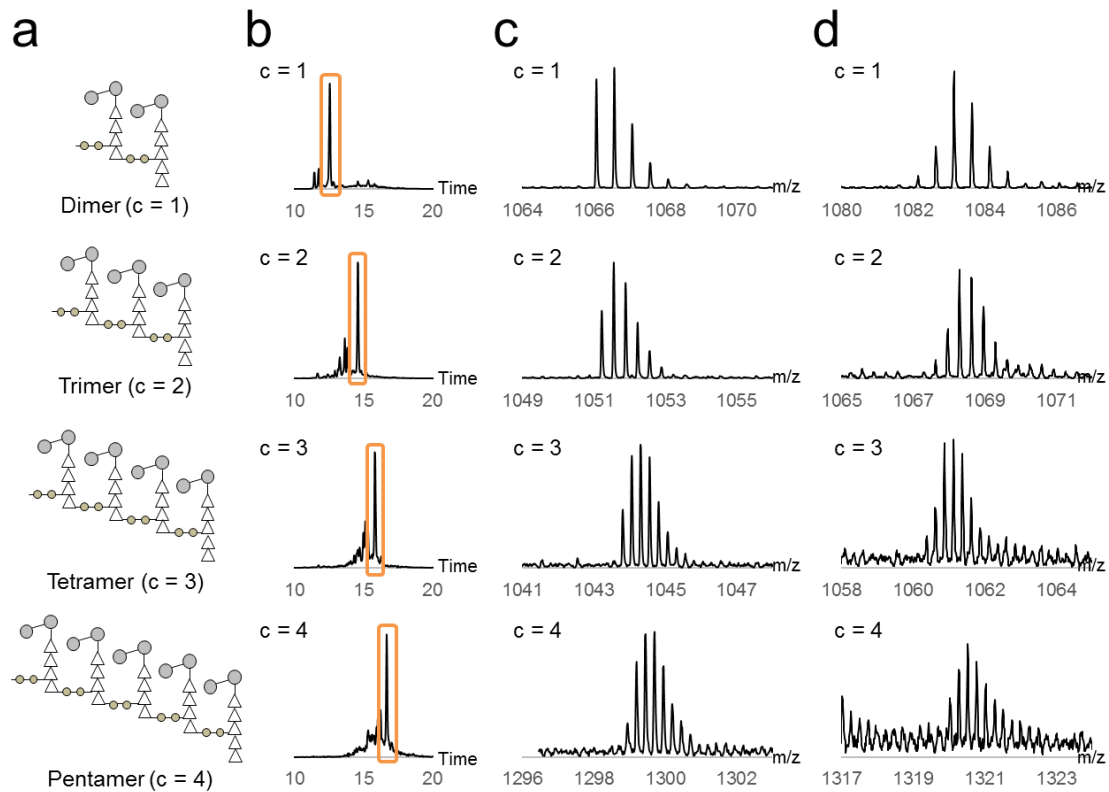 a b c d
Dimer (c = 1)
c = 1
Time
10 15 20
c = 1
m/z
1064 1066 1068 1070
c = 1
m/z
1080 1082 1084 1086
Trimer (c = 2)
c = 2
Time
10 15 20
c = 2
m/z
1049 1051 1053 1055
c = 2
m/z
1065 1067 1069 1071
Tetramer (c = 3)
c = 3
Time
10 15 20
c = 3
m/z
1041 1043 1045 1047
c = 3
m/z
1058 1060 1062 1064
Pentamer (c = 4)
c = 4
Time
10 15 20
c = 4
m/z
1296 1298 1300 1302
c = 4
m/z
1317 1319 1321 1323